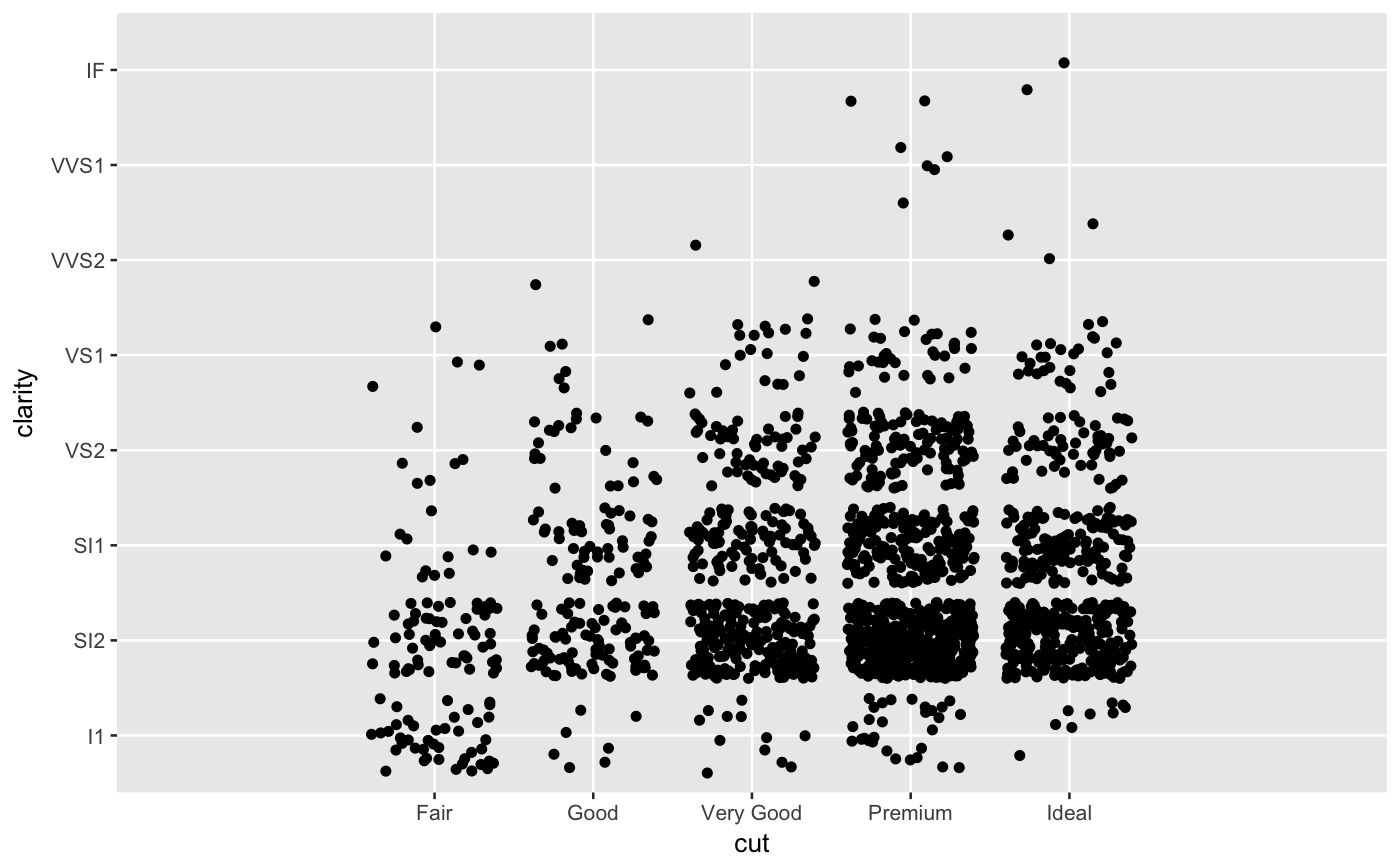 IF
VVS1
VVS2
VS1
VS2
SI1
SI2
I1
clarity
Fair Good Very Good Premium Ideal
cut